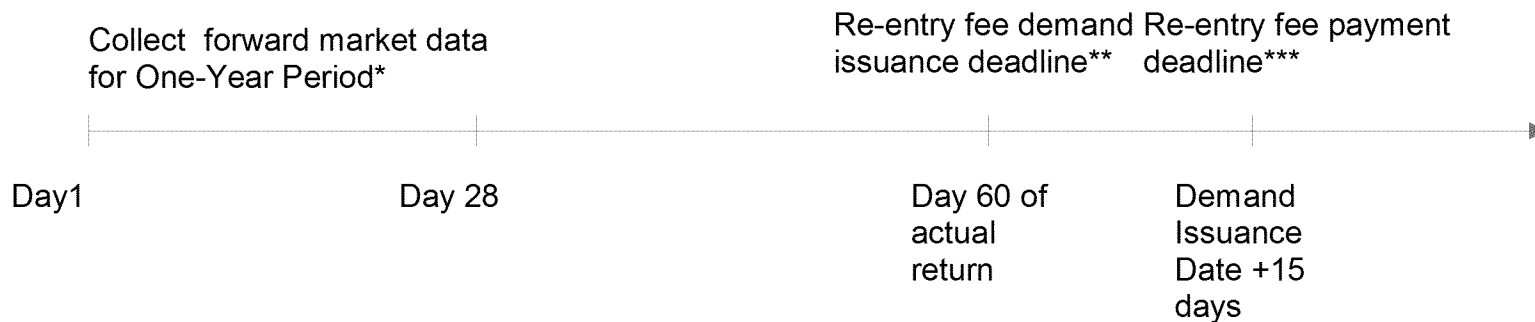 Collect  forward market data
for One-Year Period*
Re-entry fee demand
issuance deadline**
Re-entry fee payment
deadline***
Day1
Day 28
Day 60 of
actual
return
Demand
Issuance
Date +15
days